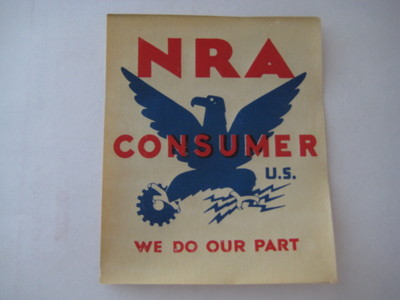 NRA
CONSUMER
U.S.
WE DO OUR PART